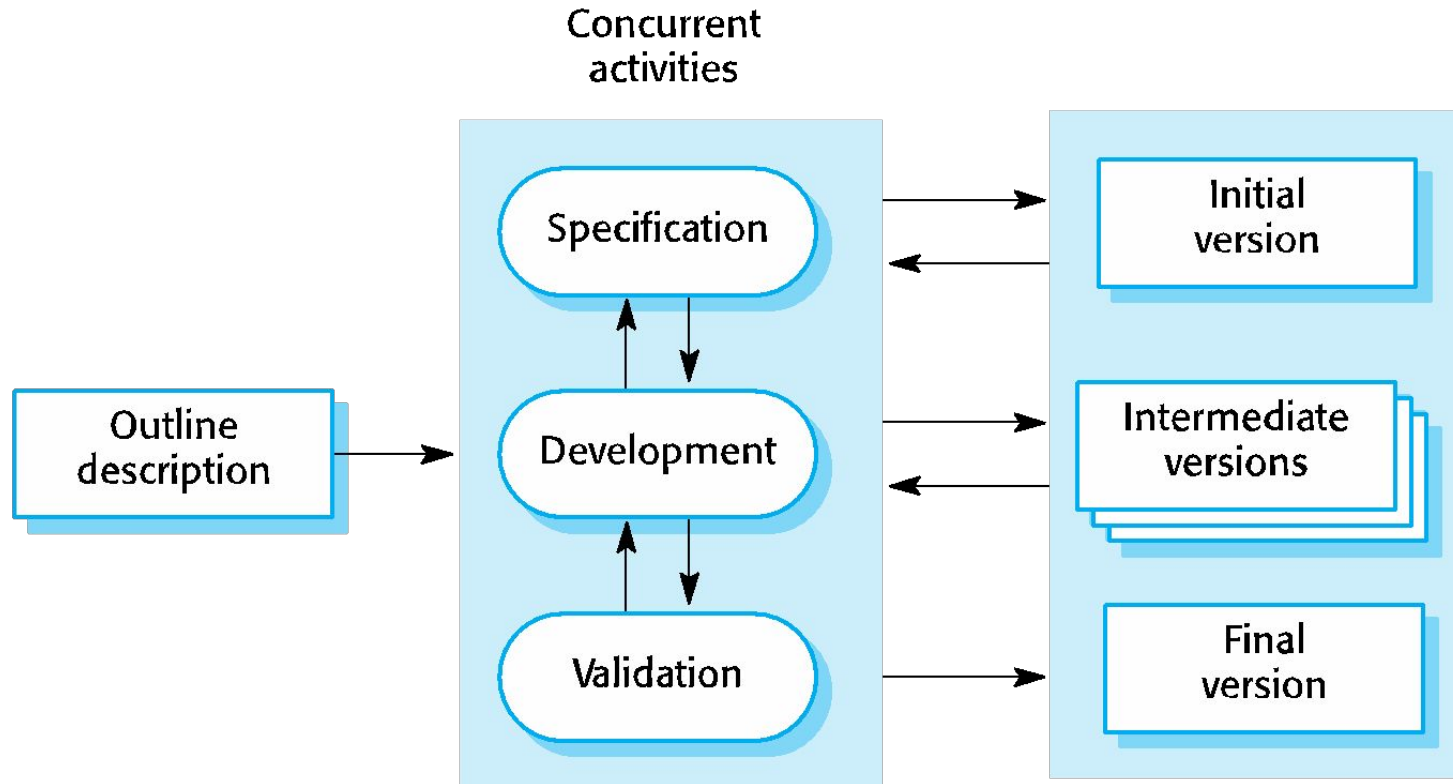 Concurrent
activities
Outline
description
Specification
Development
Validation
Initial
version
Intermediate
versions
Final
version